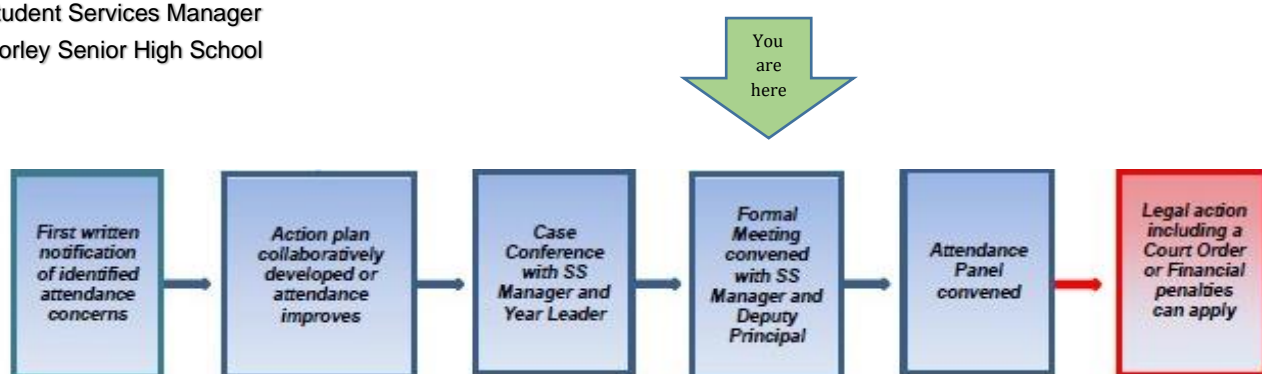 Student Services Manager
orley Senior High School
You
are
here
First written
notification
of identified
attendance
concerns
Action plan
collaboratively
developed or
attendance
improves
Case
Conference
with SS
Manager and
Year Leader
Formal
Meeting
convened
with SS
Manager and
Deputy
Principal
Attendance
Panel
convened
Legal action
including a
Court Order
or Financial
penalties
can apply